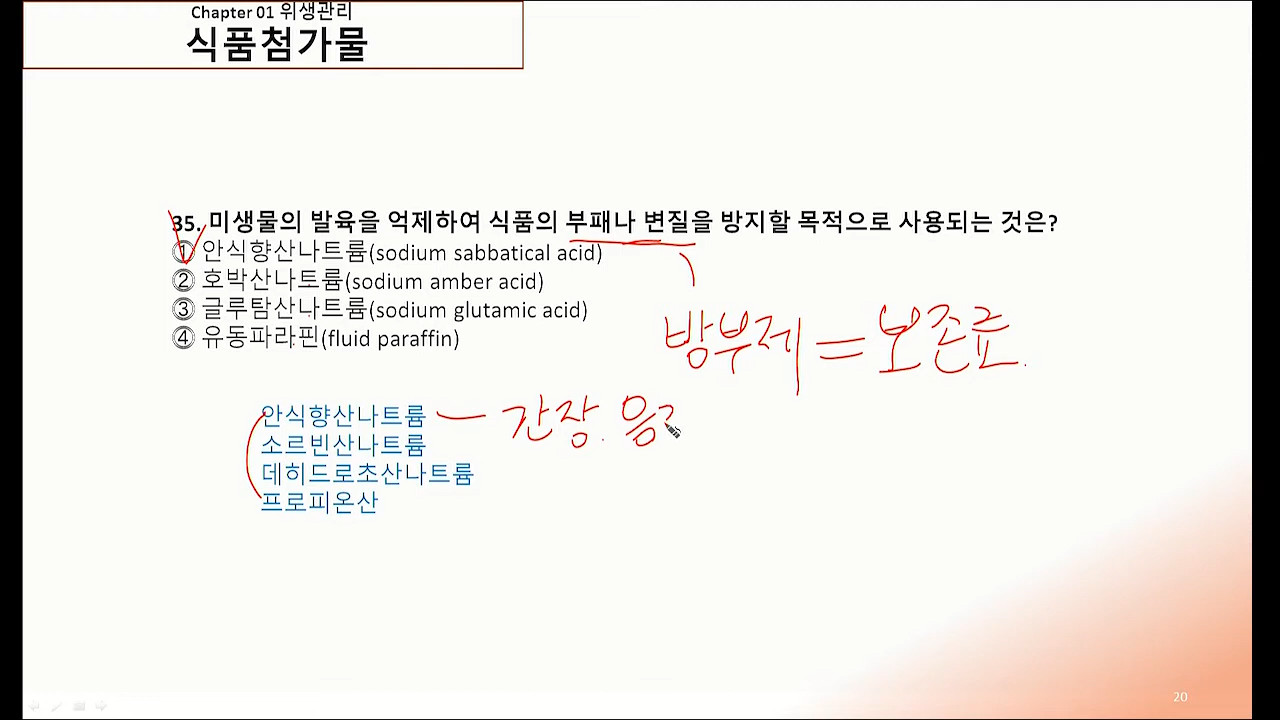 Chapter 01 위생관리
식품첨가물
35. 미생물의 발육을 억제하여 식품의 부패나 변질을 방지할 목적으로 사용되는 것은?
① 안식향산나트륨(sodium sabbatical acid)
② 호박산나트륨(sodium amber acid)
③ 글루탐산나트륨(sodium glutamic acid)
④ 유동파라핀(fluid paraffin)
방부제 = 보존료.
안식향산나트륨 — 간장. 음
소르빈산나트륨
데히드로초산나트륨
프로피온산
20